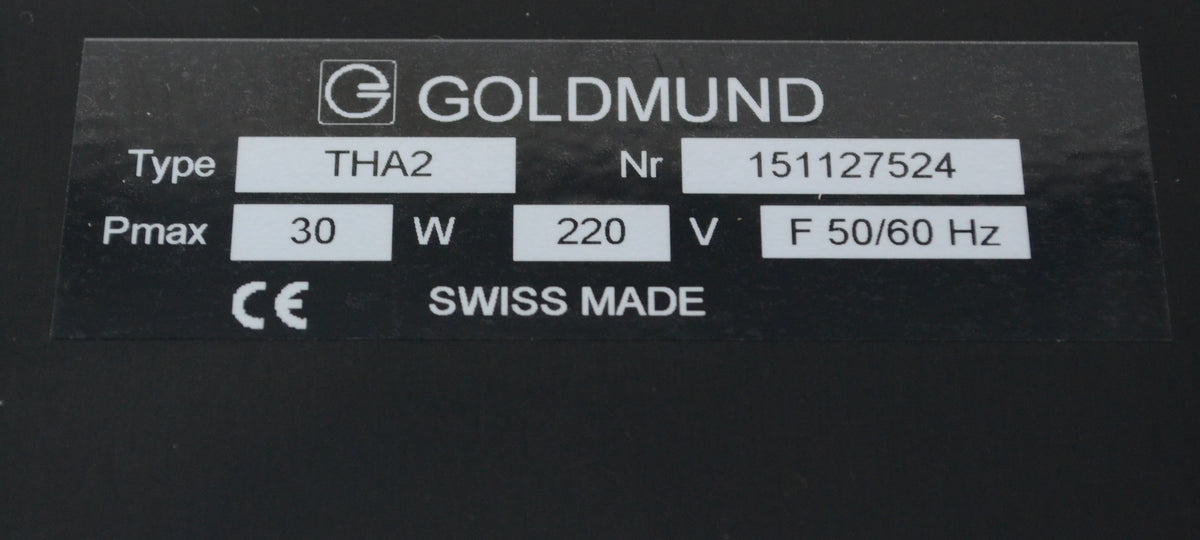 GOLDMUND
Type THA2 Nr 151127524
Pmax 30 W 220 V F 50/60 Hz
CE SWISS MADE